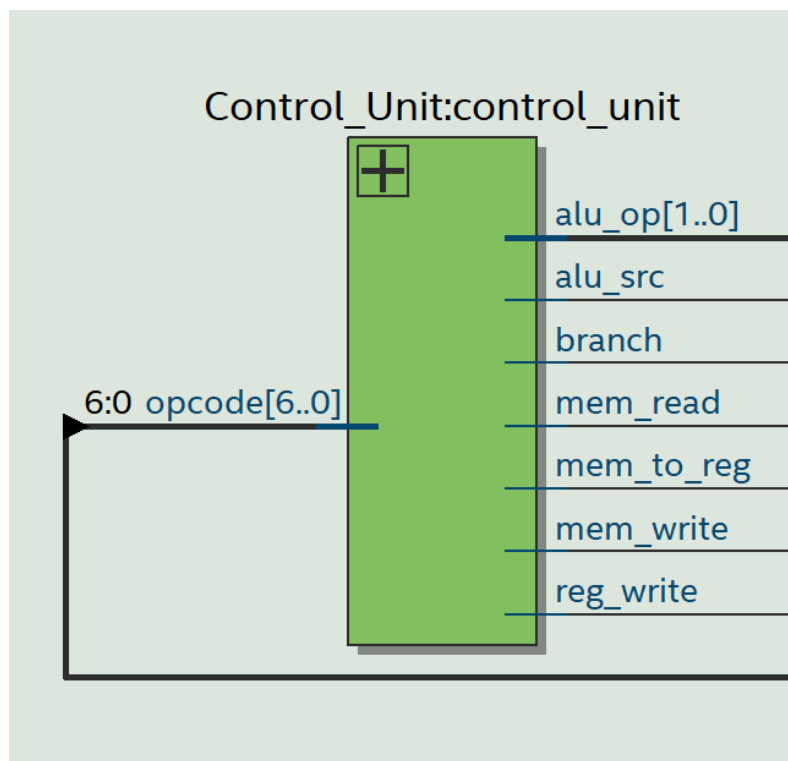 Control_Unit:control_unit
alu_op[1..0]
alu_src
branch
6:0 opcode[6..0]
mem_read
mem_to_reg
mem_write
reg_write